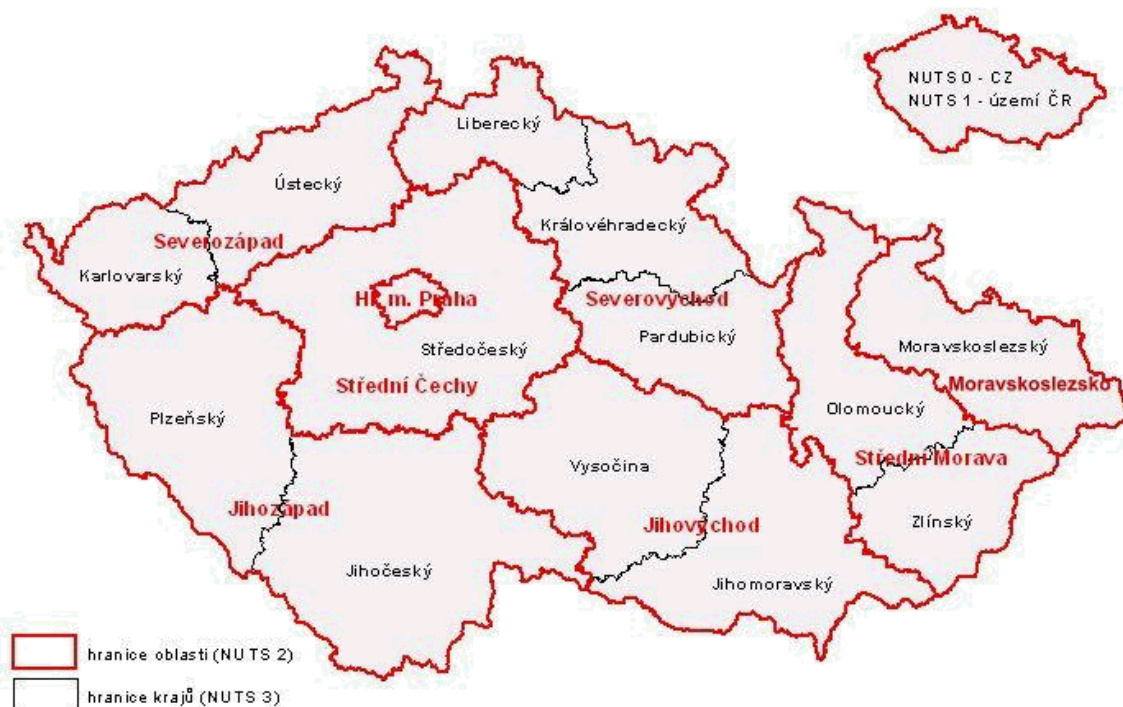 NUTS 0 - CZ
NUTS 1 - území ČR
Liberecký
Ústecký
Královéhradecký
Severozápad
Karlovarský
Hl. m. Praha
Severovýchod
Pardubický
Středočeský
Moravskoslezský
Střední Čechy
Moravskoslezsko
Plzeňský
Olomoucký
Vysočina
Střední Morava
Jihozápad
Jihovýchod
Zlínský
Jihočeský
Jihomoravský
hranice oblasti (NUTS 2)
hranice krajů (NUTS 3)